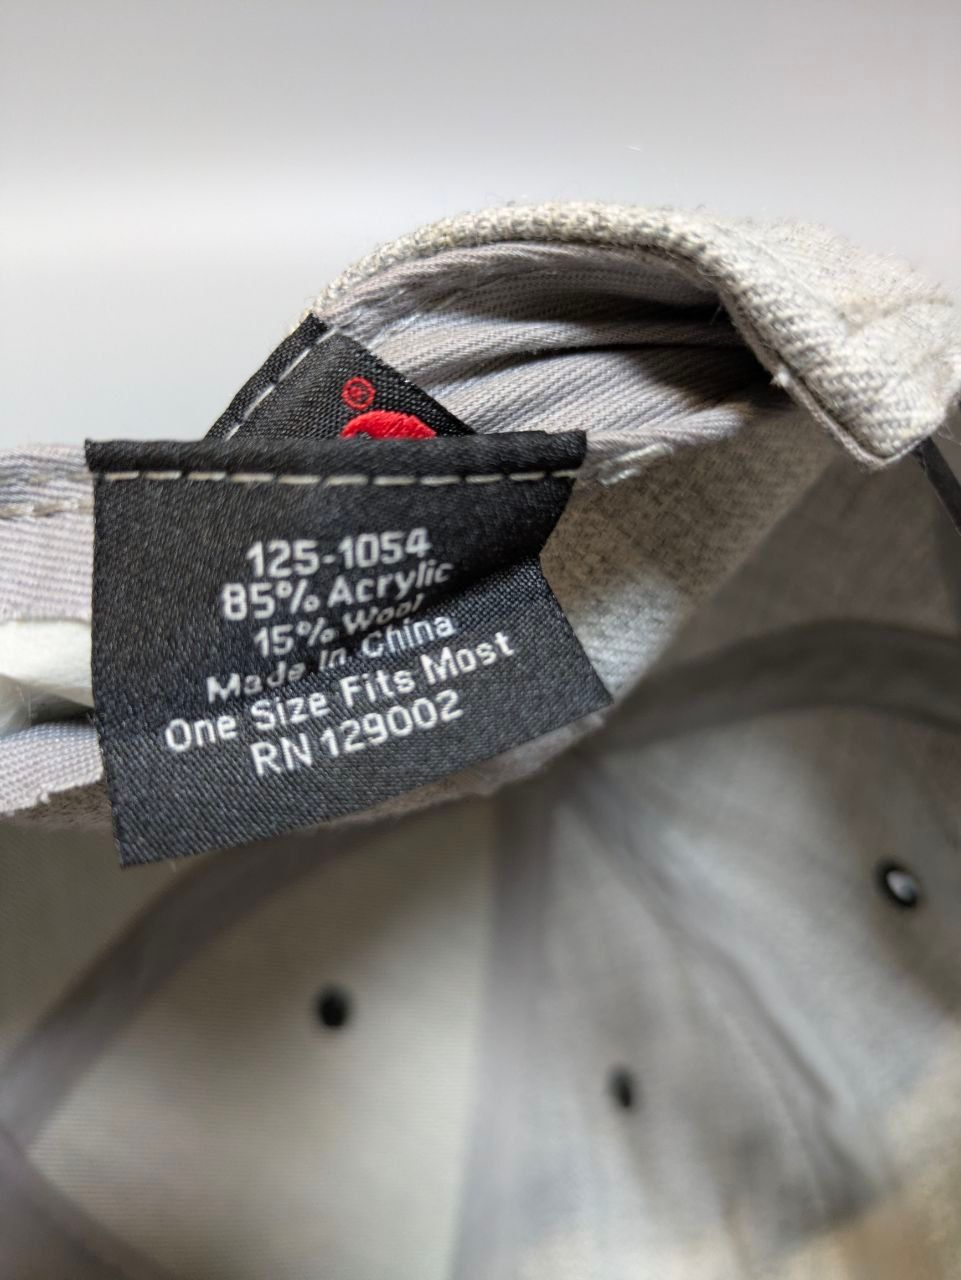 125-1054
85% Acrylic
15% Wool
Made In China
One Size Fits Most
RN 129002